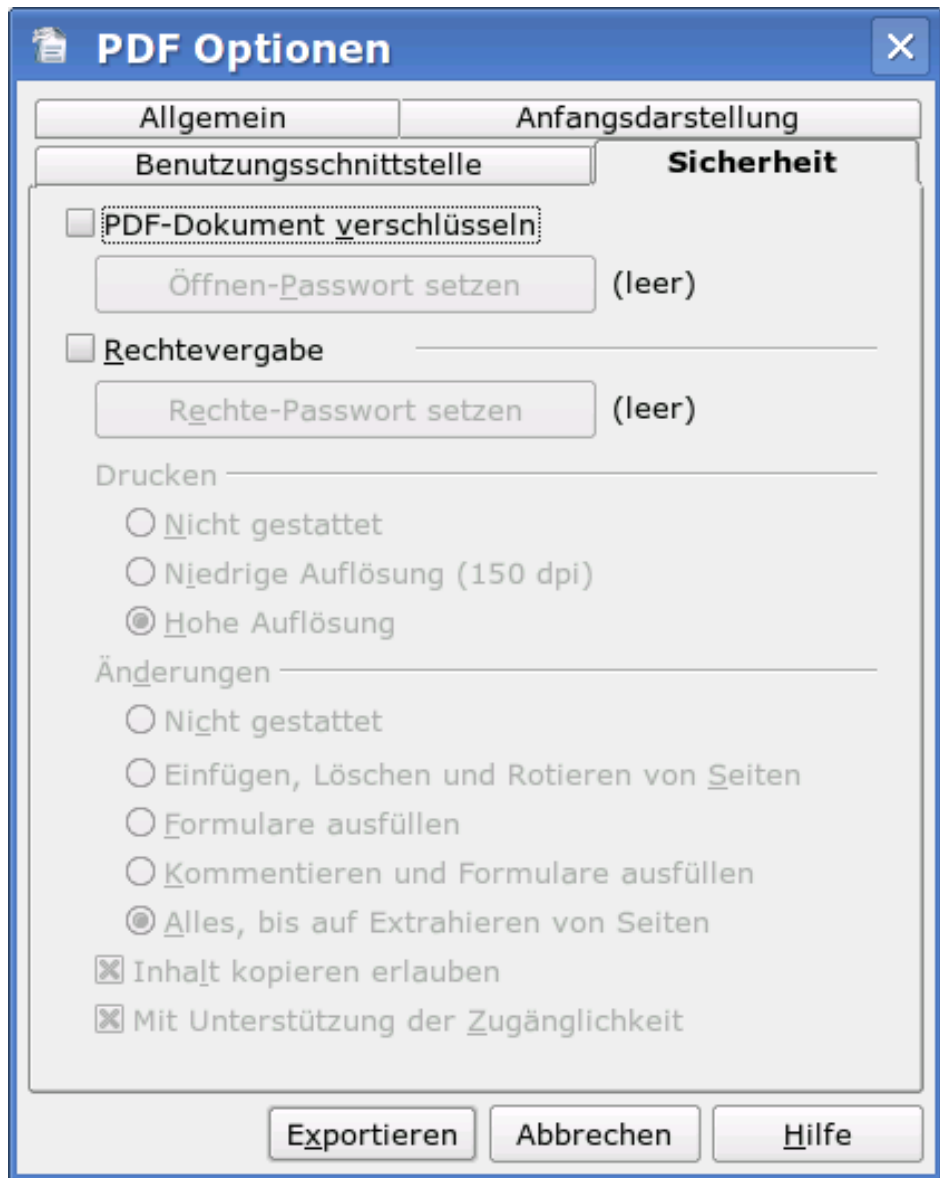 PDF Optionen
Allgemein
Anfangsdarstellung
Benutzungsschnittstelle
Sicherheit
PDF-Dokument verschlüsseln
Öffnen-Passwort setzen (leer)
Rechtevergabe
Rechte-Passwort setzen (leer)
Drucken
Nicht gestattet
Niedrige Auflösung (150 dpi)
Hohe Auflösung
Änderungen
Nicht gestattet
Einfügen, Löschen und Rotieren von Seiten
Formulare ausfüllen
Kommentieren und Formulare ausfüllen
Alles, bis auf Extrahieren von Seiten
Inhalt kopieren erlauben
Mit Unterstützung der Zugänglichkeit
Exportieren
Abbrechen
Hilfe